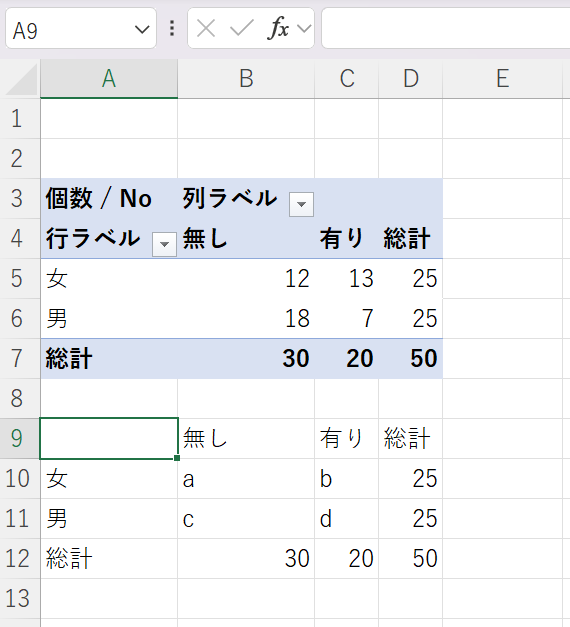 A9 fx
A B C D E
1
2
3 個数 / No 列ラベル
4 行ラベル 無し 有り 総計
5 女 12 13 25
6 男 18 7 25
7 総計 30 20 50
8
9 無し 有り 総計
10 女 a b 25
11 男 c d 25
12 総計 30 20 50
13